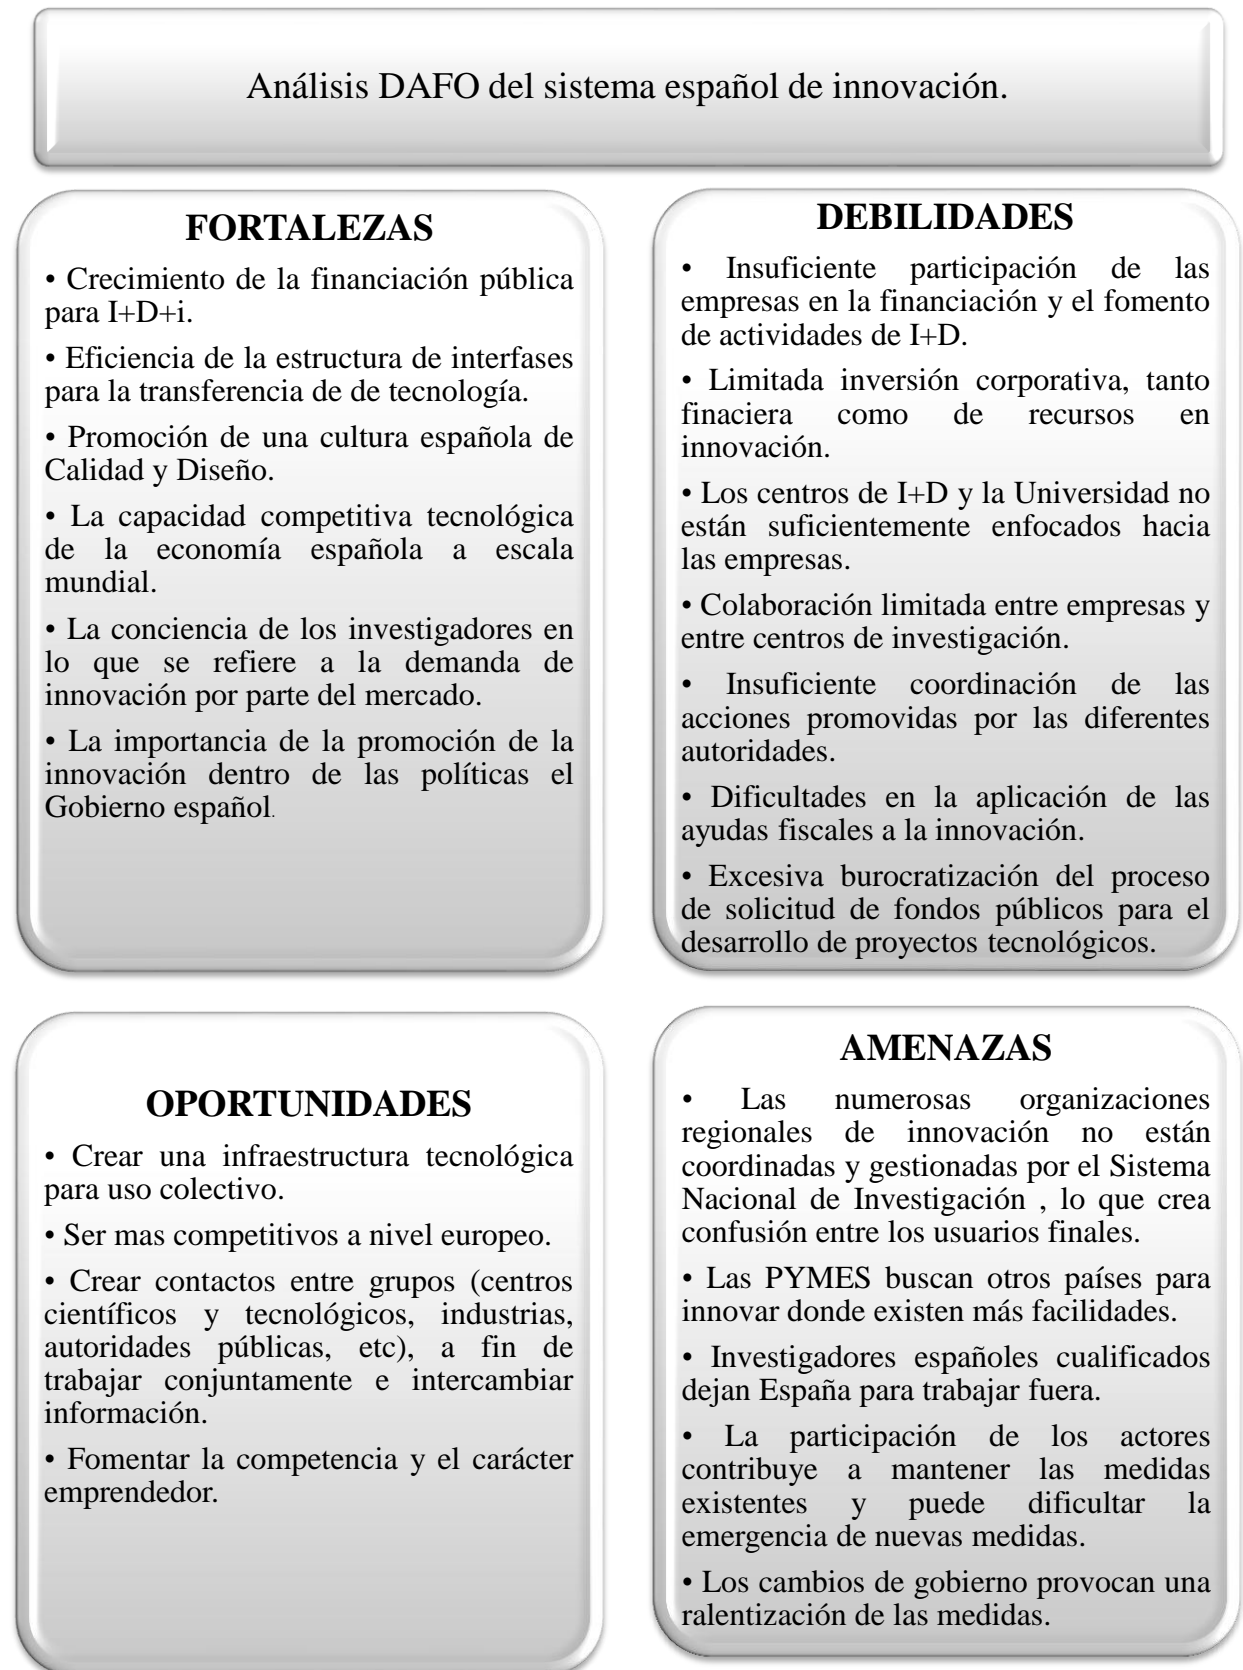 Análisis DAFO del sistema español de innovación.
FORTALEZAS
• Crecimiento de la financiación pública
para I+D+i.
• Eficiencia de la estructura de interfases
para la transferencia de de tecnología.
• Promoción de una cultura española de
Calidad y Diseño.
• La capacidad competitiva tecnológica
de la economía española a escala
mundial.
• La conciencia de los investigadores en
lo que se refiere a la demanda de
innovación por parte del mercado.
• La importancia de la promoción de la
innovación dentro de las políticas el
Gobierno español.
DEBILIDADES
• Insuficiente participación de las
empresas en la financiación y el fomento
de actividades de I+D.
• Limitada inversión corporativa, tanto
finaciera como de recursos en
innovación.
• Los centros de I+D y la Universidad no
están suficientemente enfocados hacia
las empresas.
• Colaboración limitada entre empresas y
entre centros de investigación.
• Insuficiente coordinación de las
acciones promovidas por las diferentes
autoridades.
• Dificultades en la aplicación de las
ayudas fiscales a la innovación.
• Excesiva burocratización del proceso
de solicitud de fondos públicos para el
desarrollo de proyectos tecnológicos.
OPORTUNIDADES
• Crear una infraestructura tecnológica
para uso colectivo.
• Ser mas competitivos a nivel europeo.
• Crear contactos entre grupos (centros
científicos y tecnológicos, industrias,
autoridades públicas, etc), a fin de
trabajar conjuntamente e intercambiar
información.
• Fomentar la competencia y el carácter
emprendedor.
AMENAZAS
• Las numerosas organizaciones
regionales de innovación no están
coordinadas y gestionadas por el Sistema
Nacional de Investigación , lo que crea
confusión entre los usuarios finales.
• Las PYMES buscan otros países para
innovar donde existen más facilidades.
• Investigadores españoles cualificados
dejan España para trabajar fuera.
• La participación de los actores
contribuye a mantener las medidas
existentes y puede dificultar la
emergencia de nuevas medidas.
• Los cambios de gobierno provocan una
ralentización de las medidas.